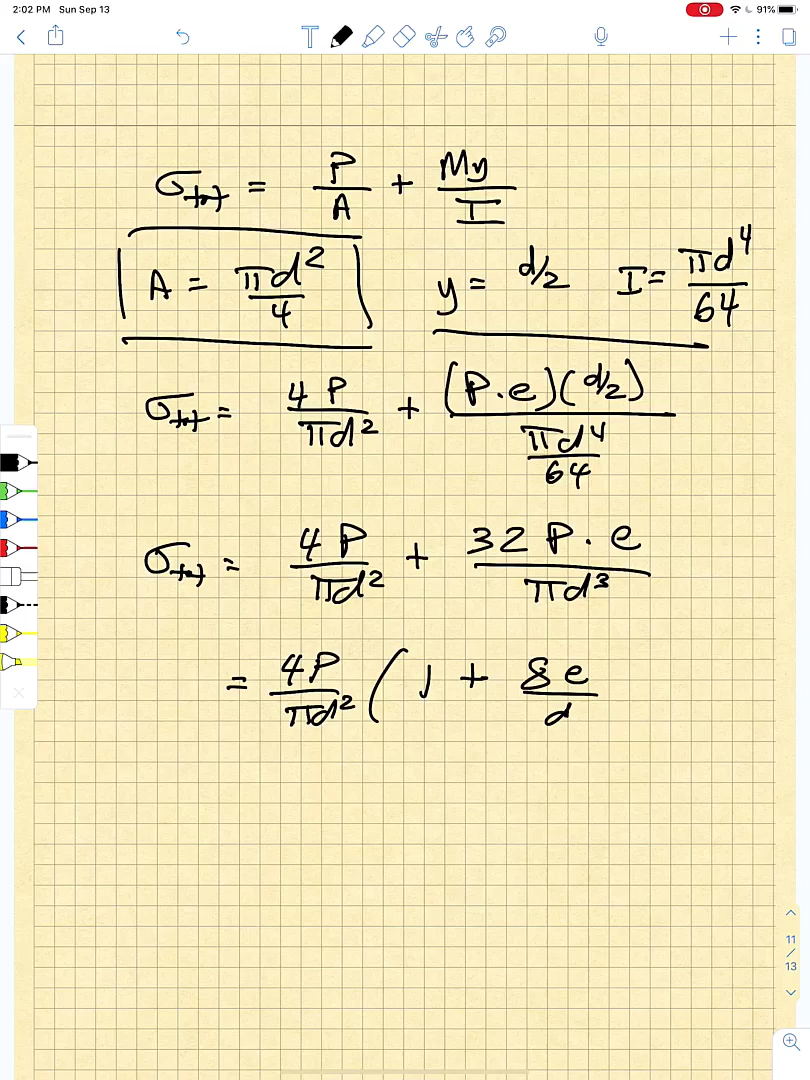 2:02 PM Sun Sep 13 91%
σtot = P/A + My/I
A = πd²/4 y = d/2 I = πd⁴/64
σtot = 4P/πd² + (P·e)(d/2)/(πd⁴/64)
σtot = 4P/πd² + 32P·e/πd³
= 4P/πd² (1 + 8e/d
11
/
13